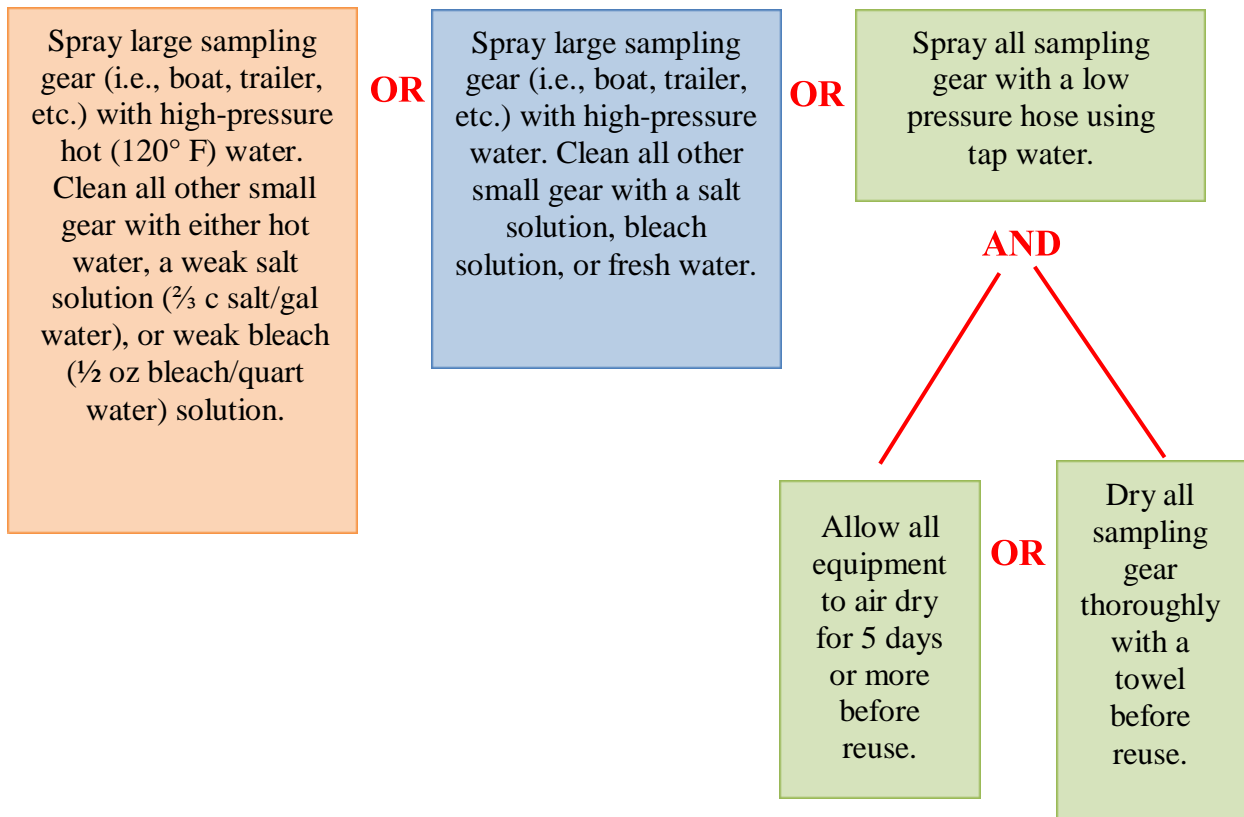 Spray large sampling
gear (i.e., boat, trailer,
etc.) with high-pressure
hot (120° F) water.
Clean all other small
gear with either hot
water, a weak salt
solution (⅔ c salt/gal
water), or weak bleach
(½ oz bleach/quart
water) solution.
OR
Spray large sampling
gear (i.e., boat, trailer,
etc.) with high-pressure
water. Clean all other
small gear with a salt
solution, bleach
solution, or fresh water.
OR
Spray all sampling
gear with a low
pressure hose using
tap water.
AND
Allow all
equipment
to air dry
for 5 days
or more
before
reuse.
OR
Dry all
sampling
gear
thoroughly
with a
towel
before
reuse.